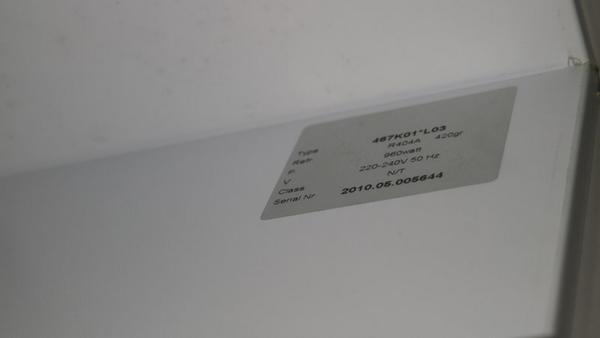 Type 467K01*L03
Refr R404A 420gr
P. 960watt
V 220-240V 50 Hz
Class N/T
Serial Nr 2010.05.005644